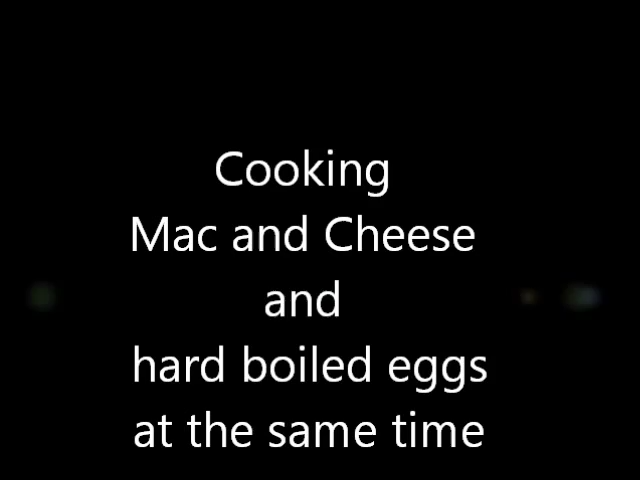 Cooking
Mac and Cheese
and
hard boiled eggs
at the same time